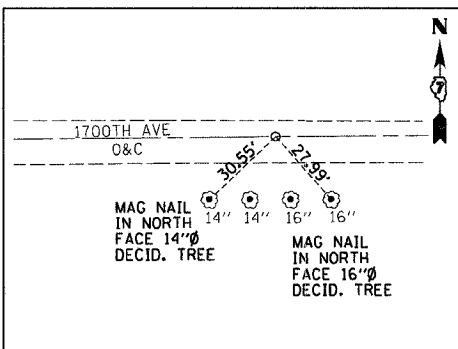 N
7
1700TH AVE
O&C
30.55'
27.99'
14" 14" 16" 16"
MAG NAIL
IN NORTH
FACE 14"Ø
DECID. TREE
MAG NAIL
IN NORTH
FACE 16"Ø
DECID. TREE